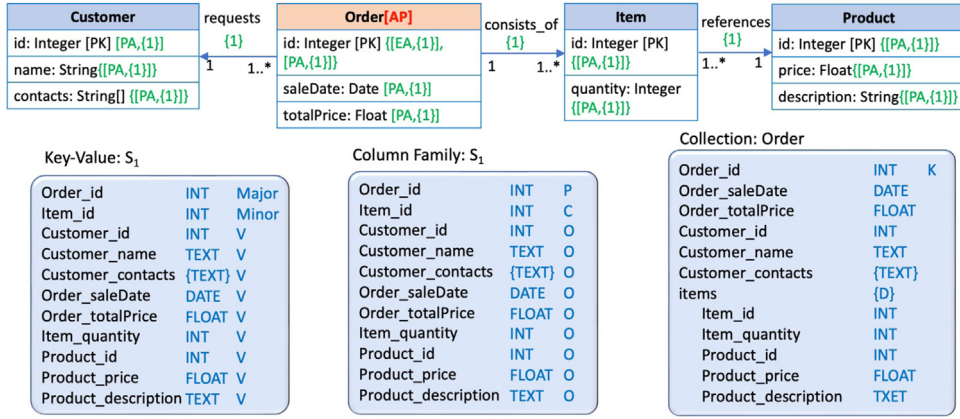 Customer
id: Integer [PK] [PA,{1}]
name: String{[PA,{1}]}
contacts: String[] {[PA,{1}]}
requests
{1}
1
1..*
Order[AP]
id: Integer [PK] {[EA,{1}],
[PA,{1}]}
saleDate: Date [PA,{1}]
totalPrice: Float [PA,{1}]
consists_of
{1}
1
1..*
Item
id: Integer [PK]
{[PA,{1}]}
quantity: Integer
{[PA,{1}]}
references
{1}
1..*
1
Product
id: Integer [PK] {[PA,{1}]}
price: Float{[PA,{1}]}
description: String{[PA,{1}]}
Key-Value: S1
Order_id INT Major
Item_id INT Minor
Customer_id INT V
Customer_name TEXT V
Customer_contacts {TEXT} V
Order_saleDate DATE V
Order_totalPrice FLOAT V
Item_quantity INT V
Product_id INT V
Product_price FLOAT V
Product_description TEXT V
Column Family: S1
Order_id INT P
Item_id INT C
Customer_id INT O
Customer_name TEXT O
Customer_contacts {TEXT} O
Order_saleDate DATE O
Order_totalPrice FLOAT O
Item_quantity INT O
Product_id INT O
Product_price FLOAT O
Product_description TEXT O
Collection: Order
Order_id INT K
Order_saleDate DATE
Order_totalPrice FLOAT
Customer_id INT
Customer_name TEXT
Customer_contacts {TEXT}
items {D}
Item_id INT
Item_quantity INT
Product_id INT
Product_price FLOAT
Product_description TXET